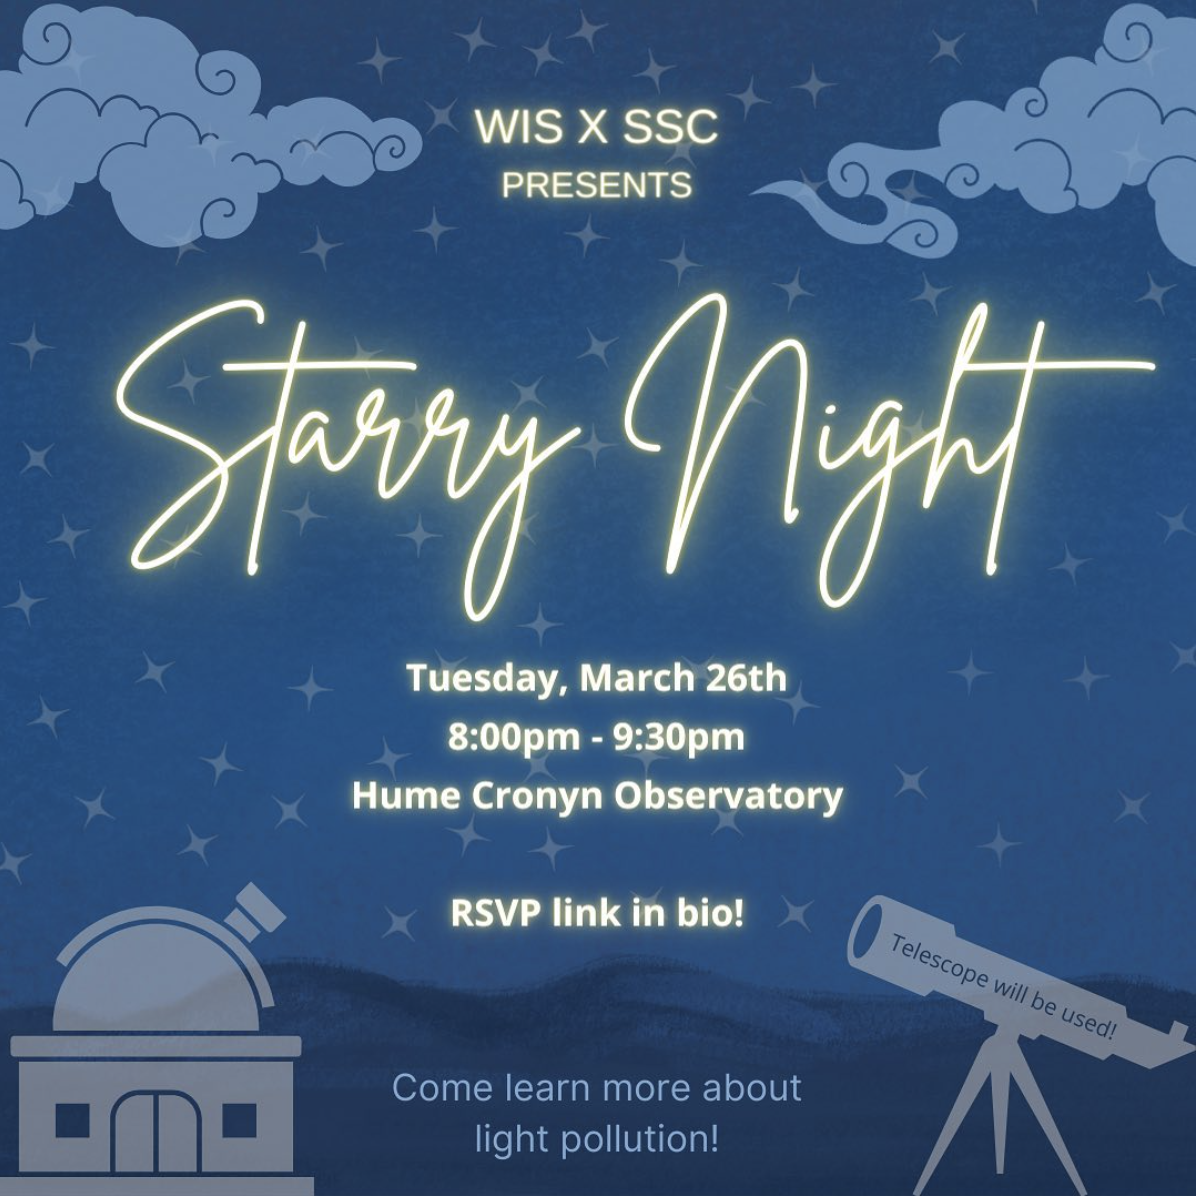 WIS X SSC
PRESENTS
Starry Night
Tuesday, March 26th
8:00pm - 9:30pm
Hume Cronyn Observatory
RSVP link in bio!
Telescope will be used!
Come learn more about
light pollution!